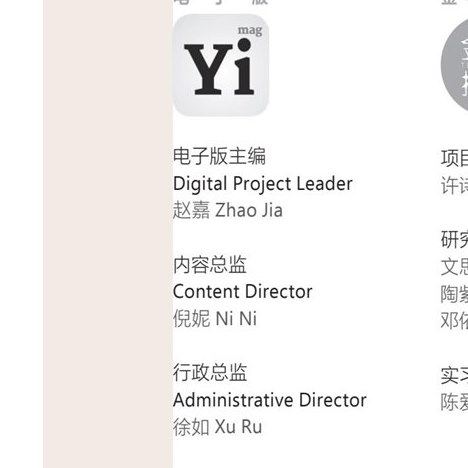 mag
Yi
电子版主编
Digital Project Leader
赵嘉 Zhao Jia
内容总监
Content Director
倪妮 Ni Ni
行政总监
Administrative Director
徐如 Xu Ru
项目
许诗
研究
文思
陶紫
邓依
实习
陈爱